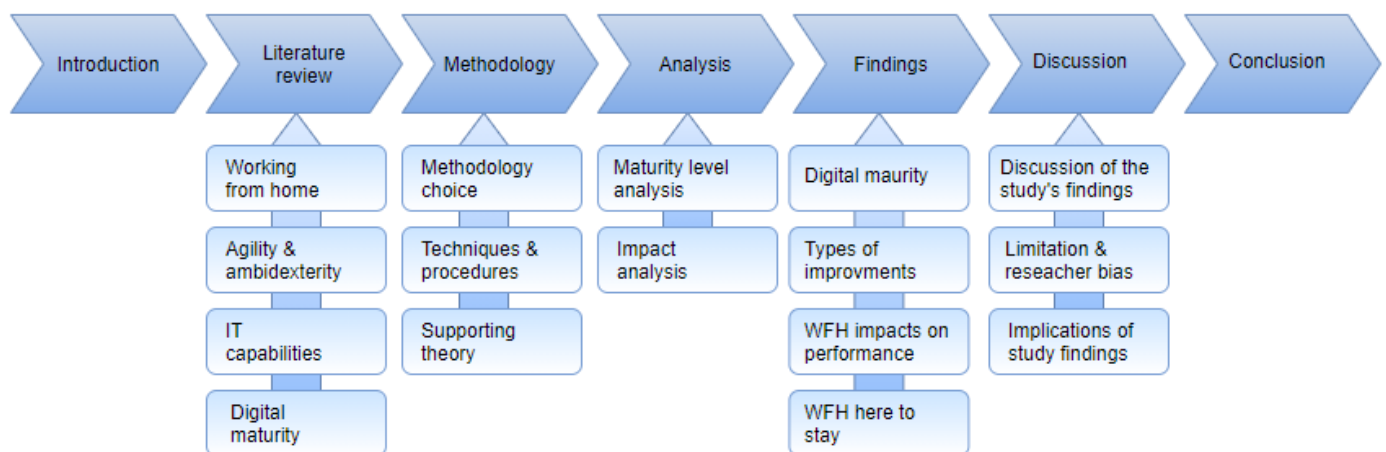 Introduction
Literature
review
Methodology
Analysis
Findings
Discussion
Conclusion
Working
from home
Agility &
ambidexterity
IT
capabilities
Digital
maturity
Methodology
choice
Techniques &
procedures
Supporting
theory
Maturity level
analysis
Impact
analysis
Digital maurity
Types of
improvments
WFH impacts on
performance
WFH here to
stay
Discussion of the
study's findings
Limitation &
reseacher bias
Implications of
study findings